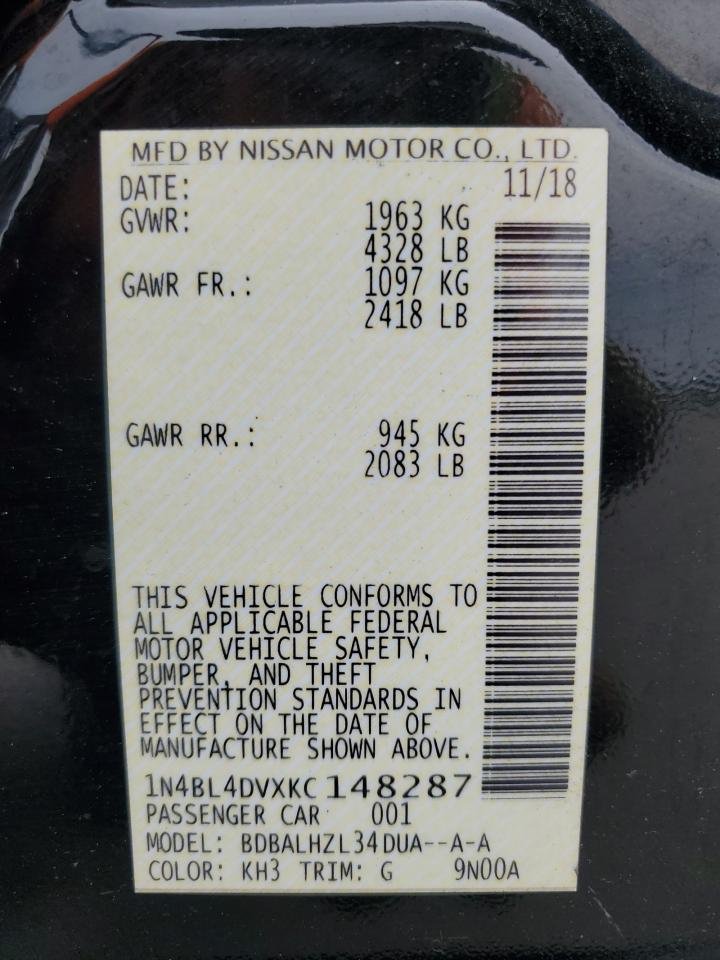 MFD BY NISSAN MOTOR CO., LTD.
DATE: 11/18
GVWR: 1963 KG
4328 LB
GAWR FR.: 1097 KG
2418 LB
GAWR RR.: 945 KG
2083 LB
THIS VEHICLE CONFORMS TO
ALL APPLICABLE FEDERAL
MOTOR VEHICLE SAFETY,
BUMPER, AND THEFT
PREVENTION STANDARDS IN
EFFECT ON THE DATE OF
MANUFACTURE SHOWN ABOVE.
1N4BL4DVXKC148287
PASSENGER CAR 001
MODEL: BDBALHZL34DUA--A-A
COLOR: KH3 TRIM: G 9N00A